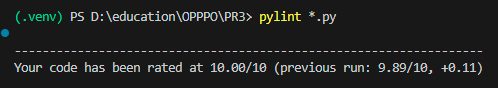 (.venv) PS D:\education\OPPPO\PR3> pylint *.py
--------------------------------------------------------------------
Your code has been rated at 10.00/10 (previous run: 9.89/10, +0.11)